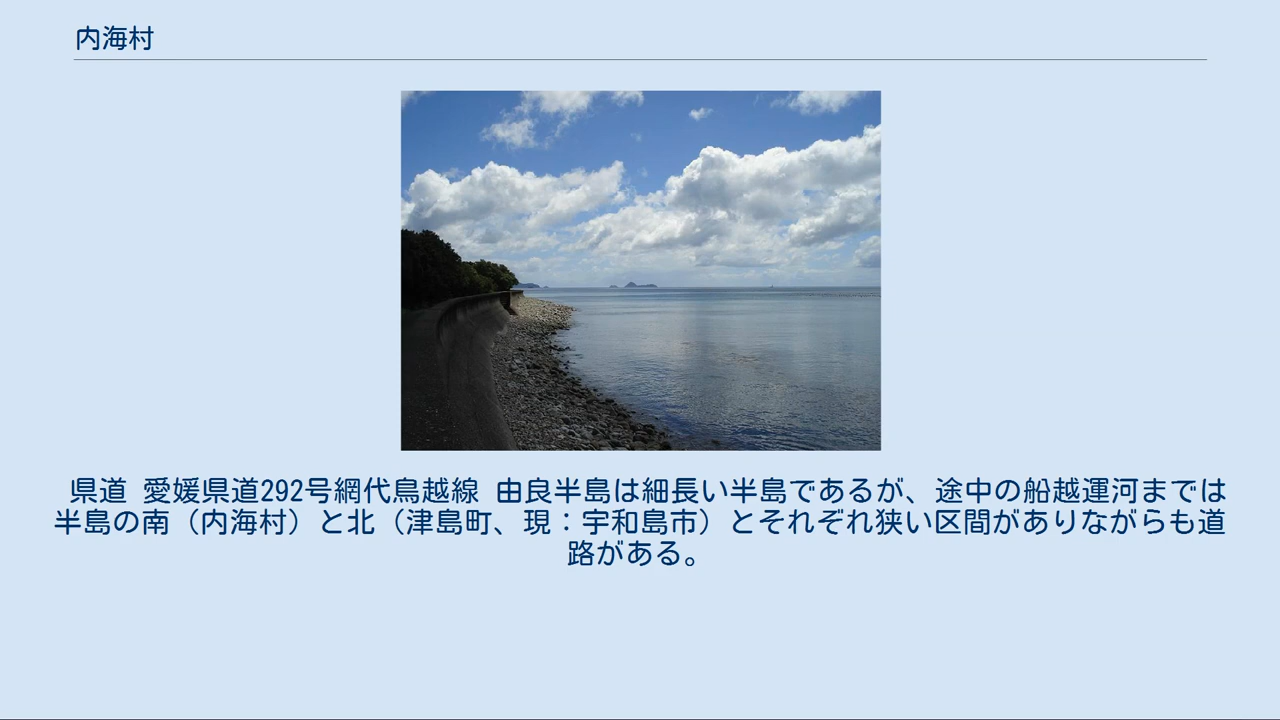 内海村
県道 愛媛県道292号網代鳥越線 由良半島は細長い半島であるが、途中の船越運河までは
半島の南（内海村）と北（津島町、現：宇和島市）とそれぞれ狭い区間がありながらも道
路がある。